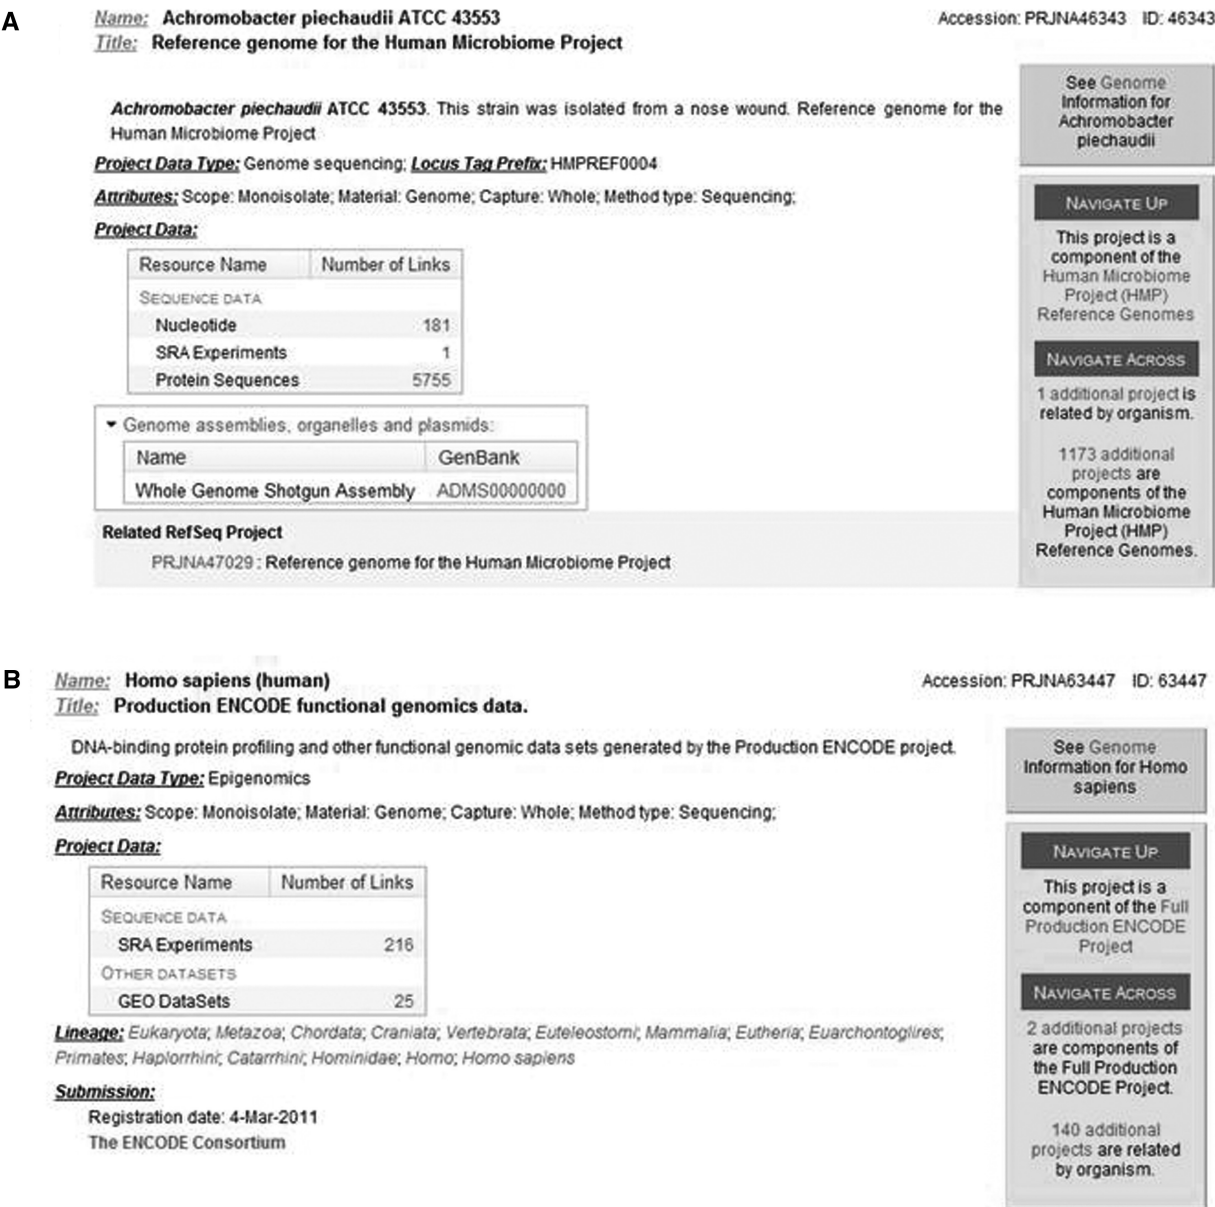 A
Name: Achromobacter piechaudii ATCC 43553
Accession: PRJNA46343 ID: 46343
Title: Reference genome for the Human Microbiome Project
Achromobacter piechaudii ATCC 43553. This strain was isolated from a nose wound. Reference genome for the
Human Microbiome Project
Project Data Type: Genome sequencing; Locus Tag Prefix: HMPREF0004
Attributes: Scope: Monoisolate; Material: Genome; Capture: Whole; Method type: Sequencing;
Project Data:
Resource Name Number of Links
SEQUENCE DATA
Nucleotide 181
SRA Experiments 1
Protein Sequences 5755
Genome assemblies, organelles and plasmids:
Name GenBank
Whole Genome Shotgun Assembly ADMS00000000
Related RefSeq Project
PRJNA47029 : Reference genome for the Human Microbiome Project
See Genome
Information for
Achromobacter
piechaudii
NAVIGATE UP
This project is a
component of the
Human Microbiome
Project (HMP)
Reference Genomes
NAVIGATE ACROSS
1 additional project is
related by organism.
1173 additional
projects are
components of the
Human Microbiome
Project (HMP)
Reference Genomes.
B
Name: Homo sapiens (human)
Accession: PRJNA63447 ID: 63447
Title: Production ENCODE functional genomics data.
DNA-binding protein profiling and other functional genomic data sets generated by the Production ENCODE project.
Project Data Type: Epigenomics
Attributes: Scope: Monoisolate; Material: Genome; Capture: Whole; Method type: Sequencing;
Project Data:
Resource Name Number of Links
SEQUENCE DATA
SRA Experiments 216
OTHER DATASETS
GEO DataSets 25
Lineage: Eukaryota; Metazoa; Chordata; Craniata; Vertebrata; Euteleostomi; Mammalia; Eutheria; Euarchontoglires;
Primates; Haplorrhini; Catarrhini; Hominidae; Homo; Homo sapiens
Submission:
Registration date: 4-Mar-2011
The ENCODE Consortium
See Genome
Information for Homo
sapiens
NAVIGATE UP
This project is a
component of the Full
Production ENCODE
Project
NAVIGATE ACROSS
2 additional projects
are components of
the Full Production
ENCODE Project.
140 additional
projects are related
by organism.